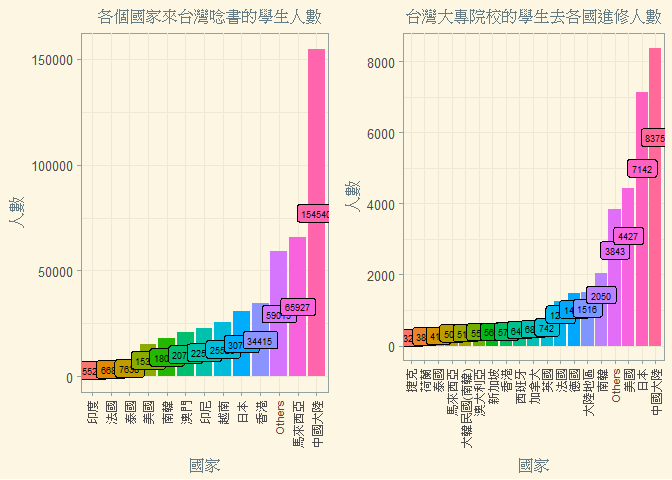 各個國家來台灣唸書的學生人數
人數
150000
100000
50000
0
154540
65927
59015
34415
印度
法國
泰國
美國
南韓
澳門
印尼
越南
日本
香港
Others
馬來西亞
中國大陸
國家
台灣大專院校的學生去各國進修人數
人數
8000
6000
4000
2000
0
8375
7142
4427
3843
2050
1516
742
捷克
荷蘭
泰國
馬來西亞
大韓民國(南韓)
澳大利亞
新加坡
香港
西班牙
加拿大
英國
法國
德國
大陸地區
南韓
Others
美國
日本
中國大陸
國家